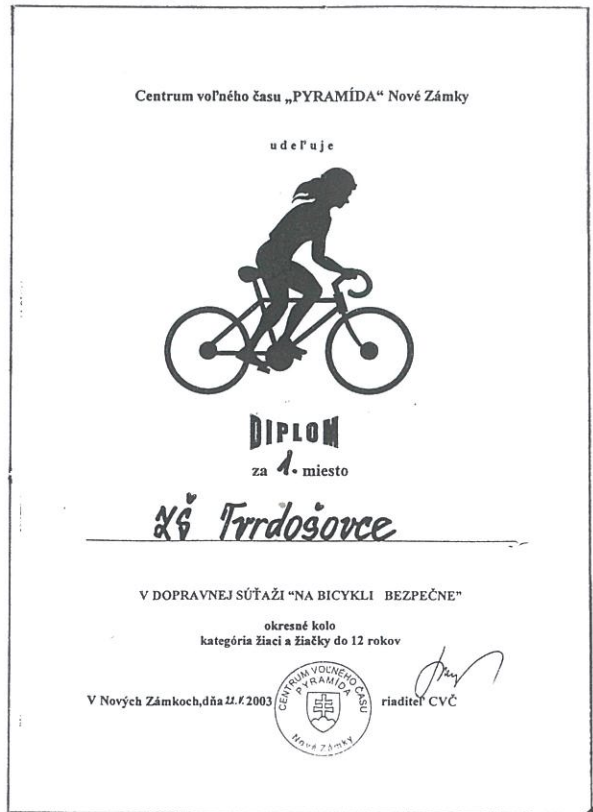 Centrum voľného času „PYRAMÍDA“ Nové Zámky
udeľuje
DIPLOM
za 1. miesto
ZŠ Tvrdošovce
V DOPRAVNEJ SÚŤAŽI “NA BICYKLI BEZPEČNE”
okresné kolo
kategória žiaci a žiačky do 12 rokov
CENTRUM VOĽNÉHO ČASU
PYRAMÍDA
Nové Zámky
V Nových Zámkoch,dňa 22.V. 2003 riaditeľ CVČ